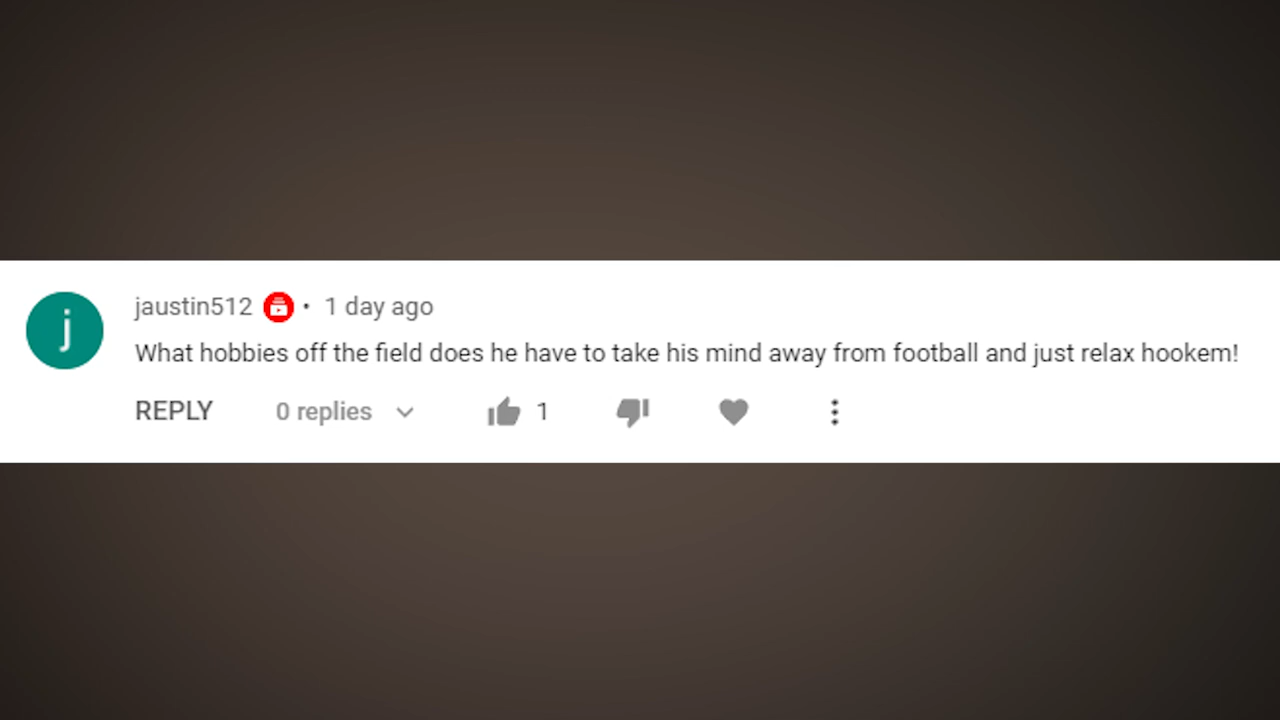 j
jaustin512 • 1 day ago
What hobbies off the field does he have to take his mind away from football and just relax hookem!
REPLY 0 replies 1